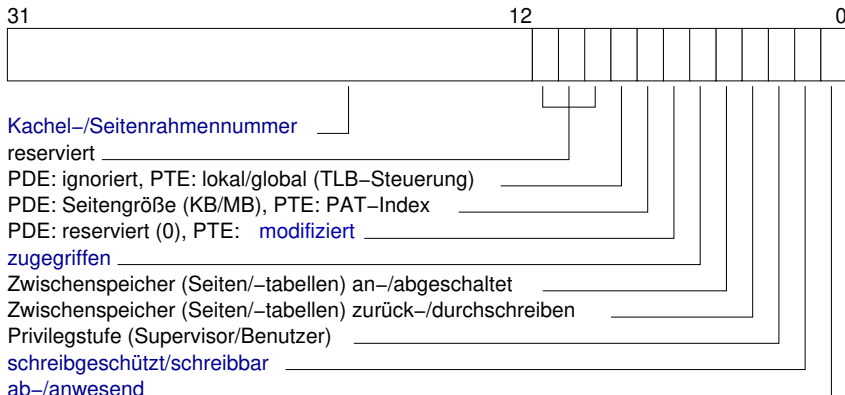 31 12 0
Kachel–/Seitenrahmennummer
reserviert
PDE: ignoriert, PTE: lokal/global (TLB–Steuerung)
PDE: Seitengröße (KB/MB), PTE: PAT–Index
PDE: reserviert (0), PTE: modifiziert
zugegriffen
Zwischenspeicher (Seiten/–tabellen) an–/abgeschaltet
Zwischenspeicher (Seiten/–tabellen) zurück–/durchschreiben
Privilegstufe (Supervisor/Benutzer)
schreibgeschützt/schreibbar
ab–/anwesend